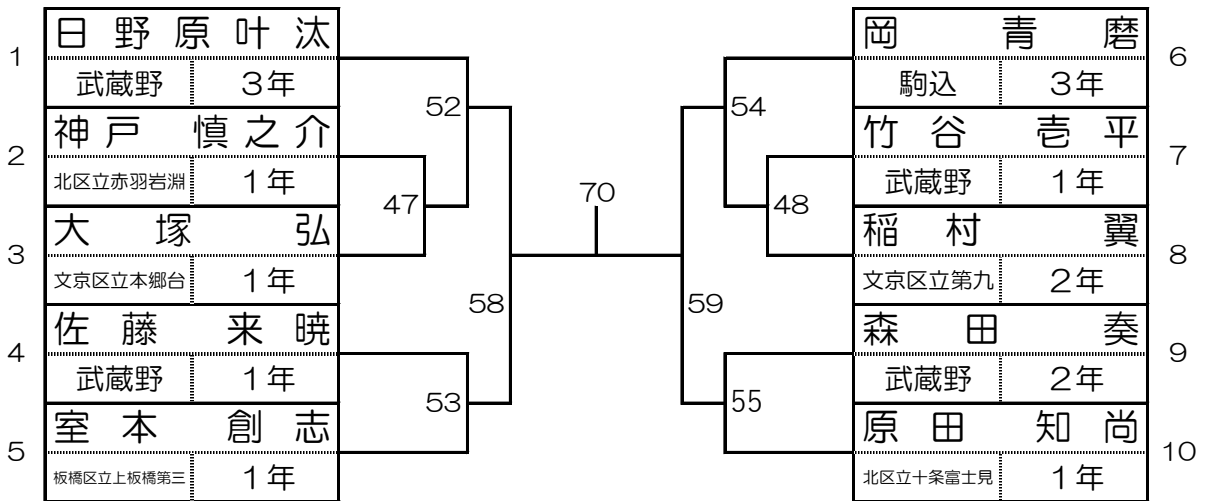 1
日野原叶汰
武蔵野 3年
2
神戸 慎之介
北区立赤羽岩淵 1年
3
大塚 弘
文京区立本郷台 1年
4
佐藤 来暁
武蔵野 1年
5
室本 創志
板橋区立上板橋第三 1年
52
47
58
53
70
54
48
59
55
岡 青磨
駒込 3年
6
竹谷 壱平
武蔵野 1年
7
稲村 翼
文京区立第九 2年
8
森田 奏
武蔵野 2年
9
原田 知尚
北区立十条富士見 1年
10